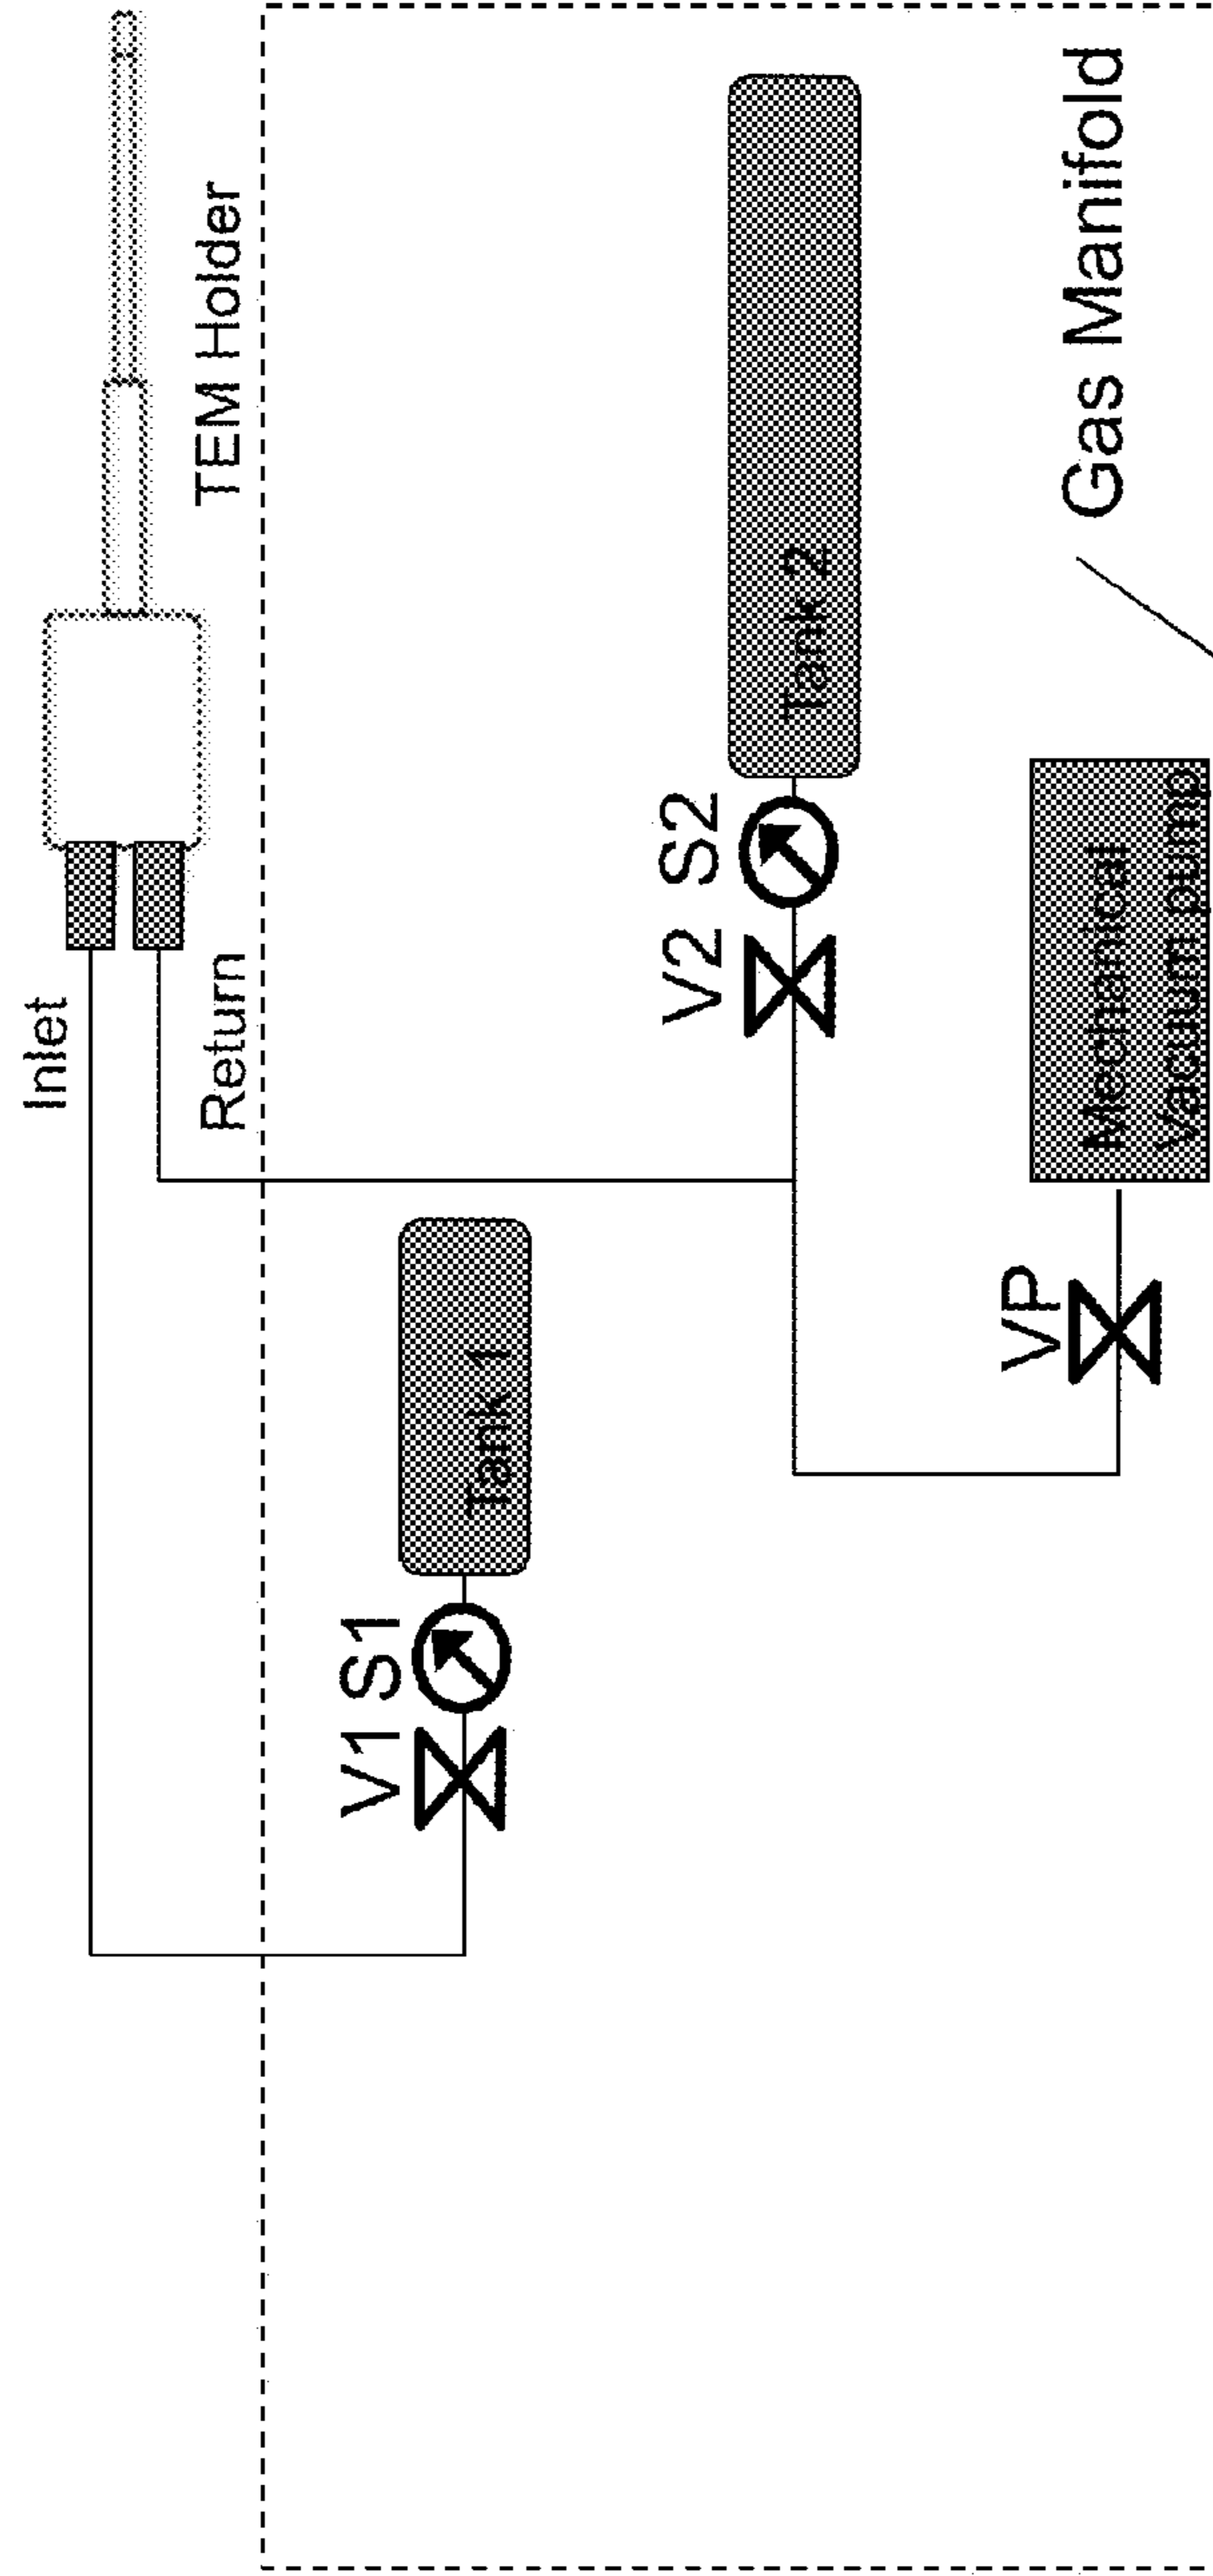 Inlet
Return
TEM Holder
V1
S1
Tank 1
V2
S2
Tank 2
VP
Mechanical
Vacuum pump
Gas Manifold